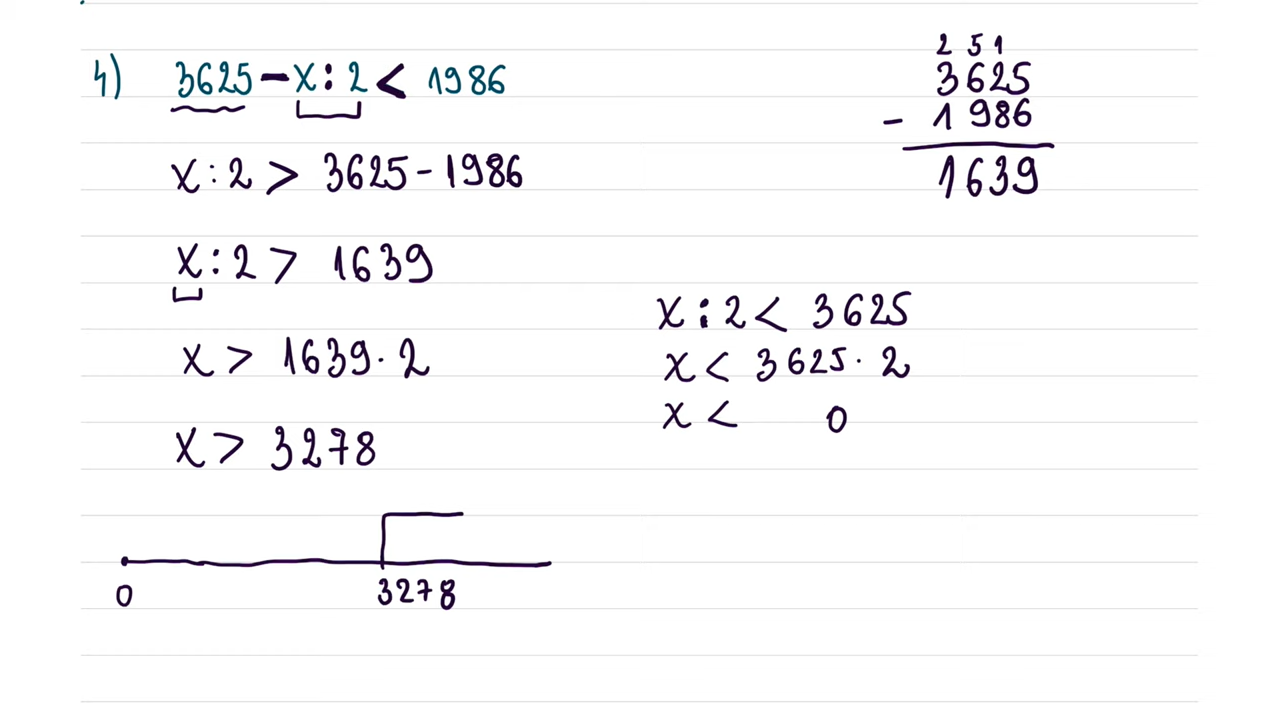 4) 3625 - x : 2 < 1986
x : 2 > 3625 - 1986
x : 2 > 1639
x > 1639 · 2
x > 3278
0 3278
2 5 1
3625
- 1986
1639
x : 2 < 3625
x < 3625 · 2
x < 0